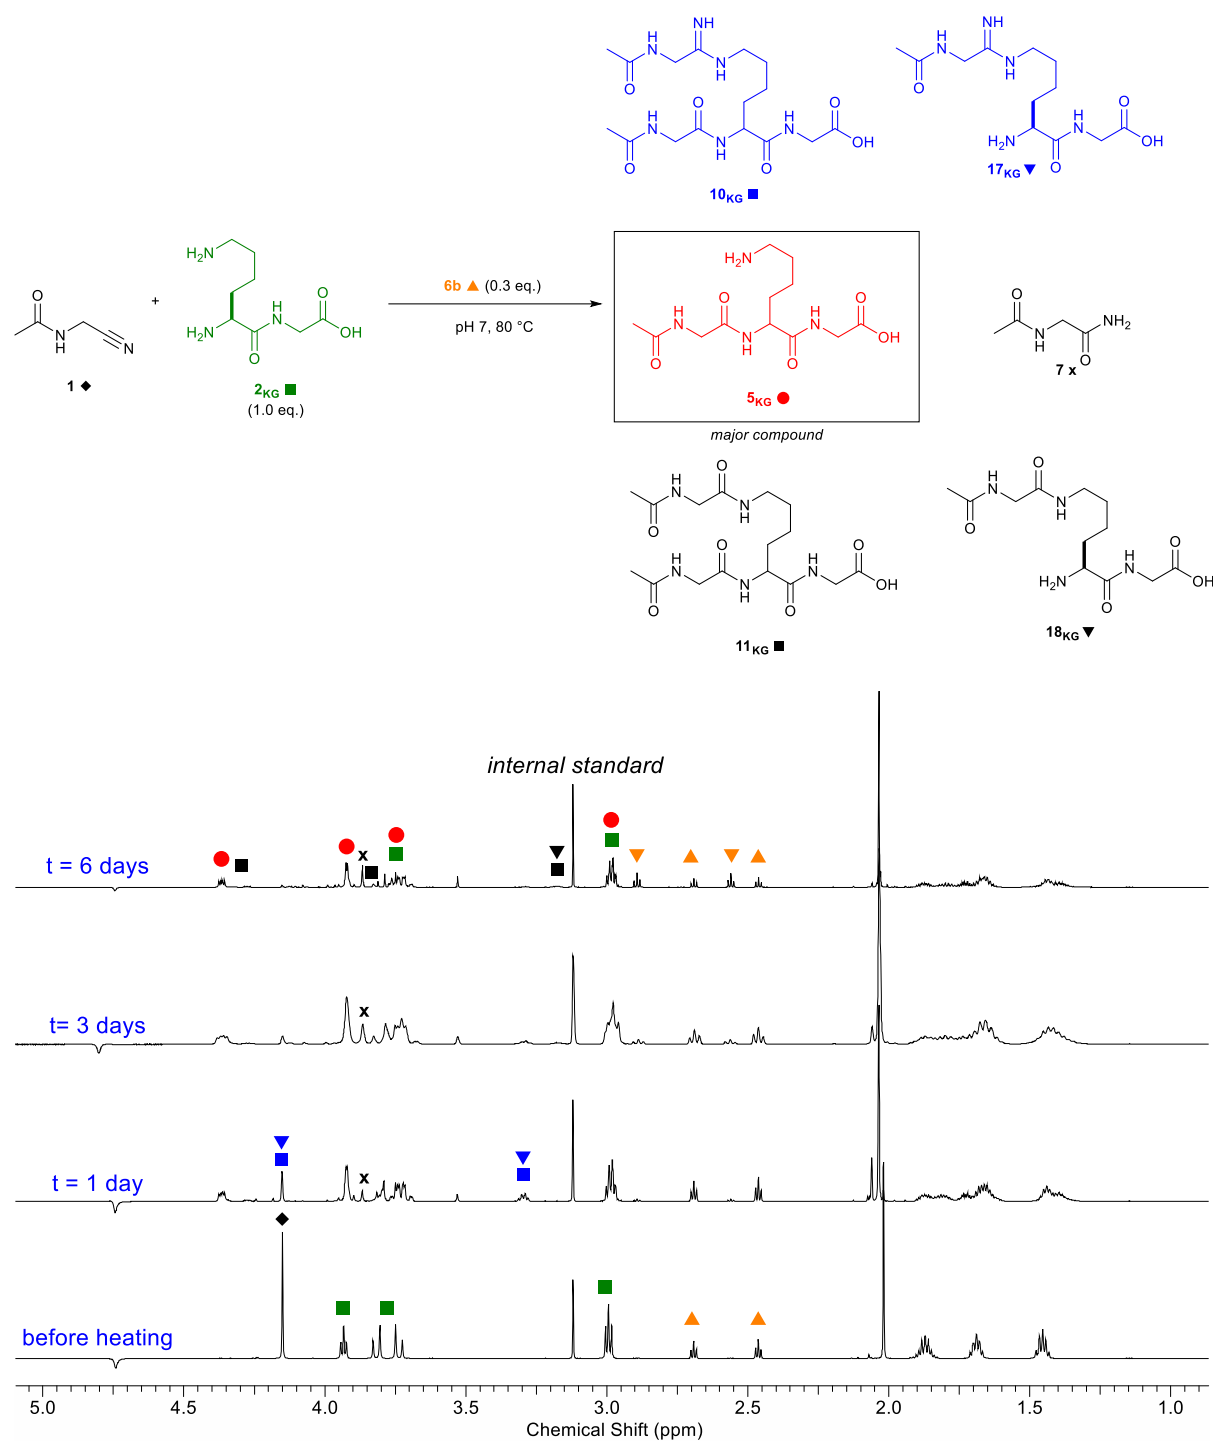 NH
H
N
N
H
O
O
H
N
N
H
O
H
N
O
OH
O
10KG ■
NH
H
N
N
H
O
H2N
O
H
N
O
OH
17KG ▼
O
N
H
N
1 ◆
+
H2N
H2N
O
H
N
O
OH
2KG ■
(1.0 eq.)
6b ▲ (0.3 eq.)
pH 7, 80 °C
H2N
H
N
O
O
N
H
O
H
N
O
OH
5KG ●
major compound
O
N
H
O
NH2
7 x
H
N
O
O
N
H
H
N
O
O
N
H
O
H
N
O
OH
11KG ■
H
N
O
O
N
H
H2N
O
H
N
O
OH
18KG ▼
internal standard
t = 6 days
x
t= 3 days
x
t = 1 day
x
before heating
5.0 4.5 4.0 3.5 3.0 2.5 2.0 1.5 1.0
Chemical Shift (ppm)